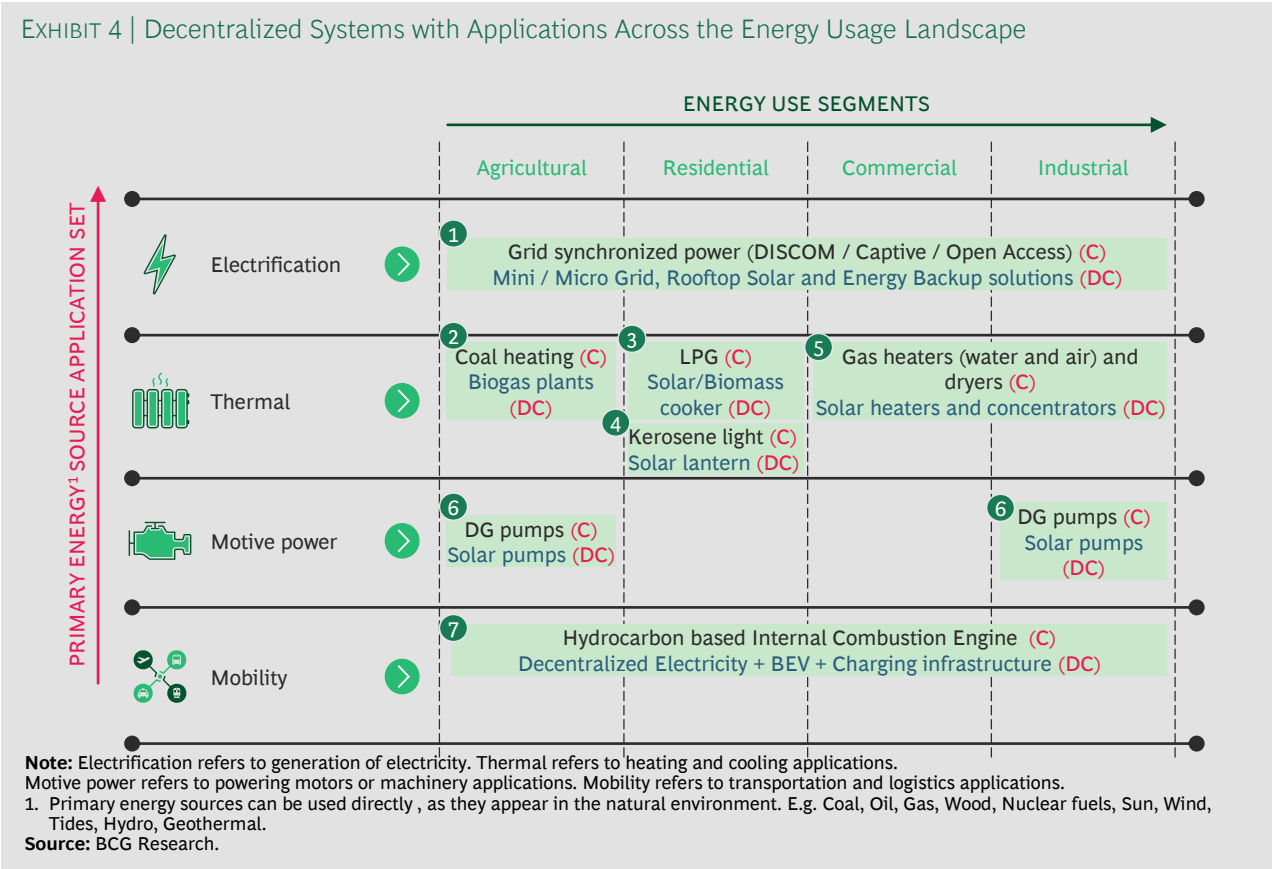 EXHIBIT 4 | Decentralized Systems with Applications Across the Energy Usage Landscape
ENERGY USE SEGMENTS
Agricultural
Residential
Commercial
Industrial
PRIMARY ENERGY¹ SOURCE APPLICATION SET
Electrification
1
Grid synchronized power (DISCOM / Captive / Open Access) (C)
Mini / Micro Grid, Rooftop Solar and Energy Backup solutions (DC)
Thermal
2
Coal heating (C)
Biogas plants
(DC)
3
LPG (C)
Solar/Biomass
cooker (DC)
4
Kerosene light (C)
Solar lantern (DC)
5
Gas heaters (water and air) and
dryers (C)
Solar heaters and concentrators (DC)
Motive power
6
DG pumps (C)
Solar pumps (DC)
6
DG pumps (C)
Solar pumps
(DC)
Mobility
7
Hydrocarbon based Internal Combustion Engine (C)
Decentralized Electricity + BEV + Charging infrastructure (DC)
Note: Electrification refers to generation of electricity. Thermal refers to heating and cooling applications.
Motive power refers to powering motors or machinery applications. Mobility refers to transportation and logistics applications.
1. Primary energy sources can be used directly , as they appear in the natural environment. E.g. Coal, Oil, Gas, Wood, Nuclear fuels, Sun, Wind,
Tides, Hydro, Geothermal.
Source: BCG Research.